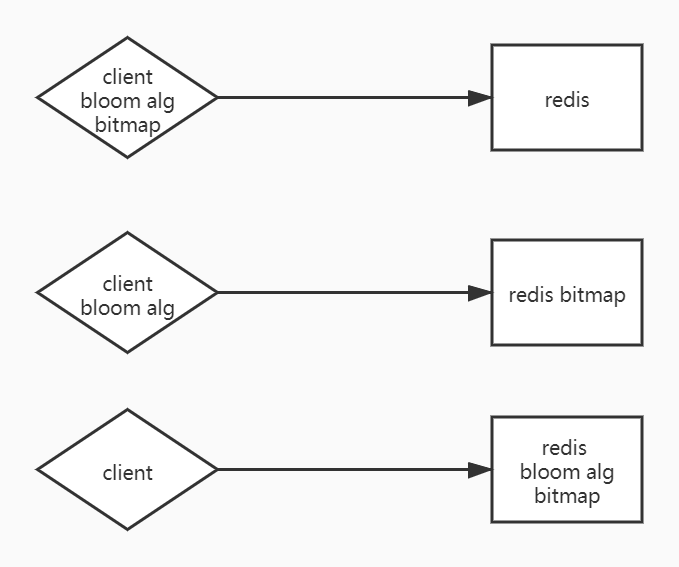 client
bloom alg
bitmap
redis
client
bloom alg
redis bitmap
client
redis
bloom alg
bitmap